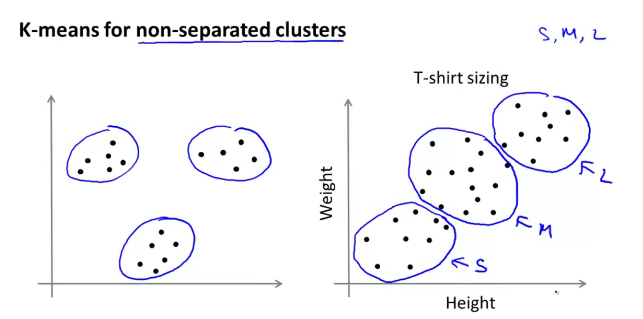 K-means for non-separated clusters
S, M, L
T-shirt sizing
Weight
L
M
S
Height